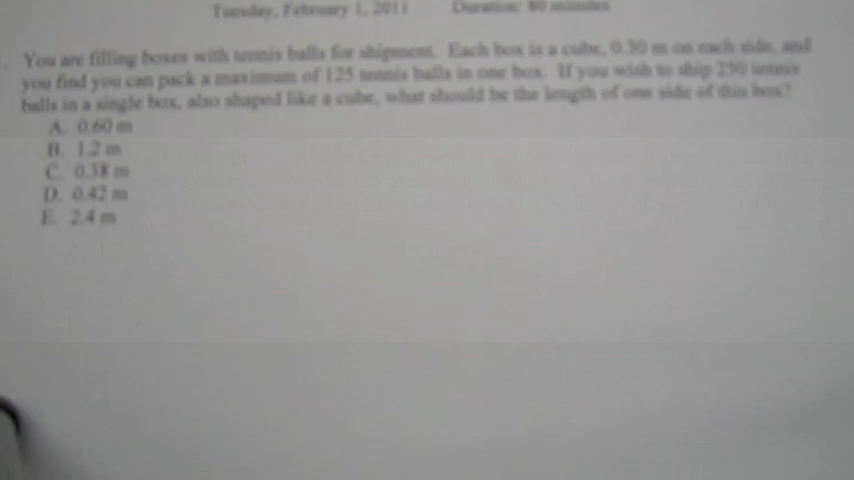 Tuesday, February 1, 2011 Duration: 80 minutes
. You are filling boxes with tennis balls for shipment. Each box is a cube, 0.30 m on each side, and
you find you can pack a maximum of 125 tennis balls in one box. If you wish to ship 250 tennis
balls in a single box, also shaped like a cube, what should be the length of one side of this box?
A. 0.60 m
B. 1.2 m
C. 0.38 m
D. 0.42 m
E. 2.4 m